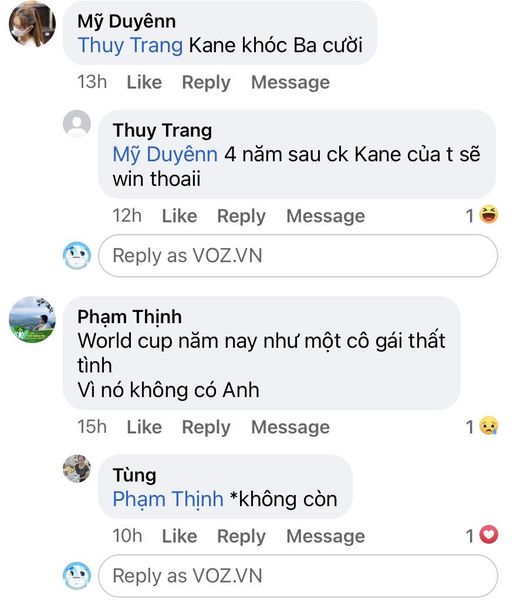 Mỹ Duyênn
Thuy Trang Kane khóc Ba cười
13h Like Reply Message
Thuy Trang
Mỹ Duyênn 4 năm sau ck Kane của t sẽ
win thoaii
12h Like Reply Message 1
Reply as VOZ.VN
Phạm Thịnh
World cup năm nay như một cô gái thất
tình
Vì nó không có Anh
15h Like Reply Message 1
Tùng
Phạm Thịnh *không còn
10h Like Reply Message 1
Reply as VOZ.VN